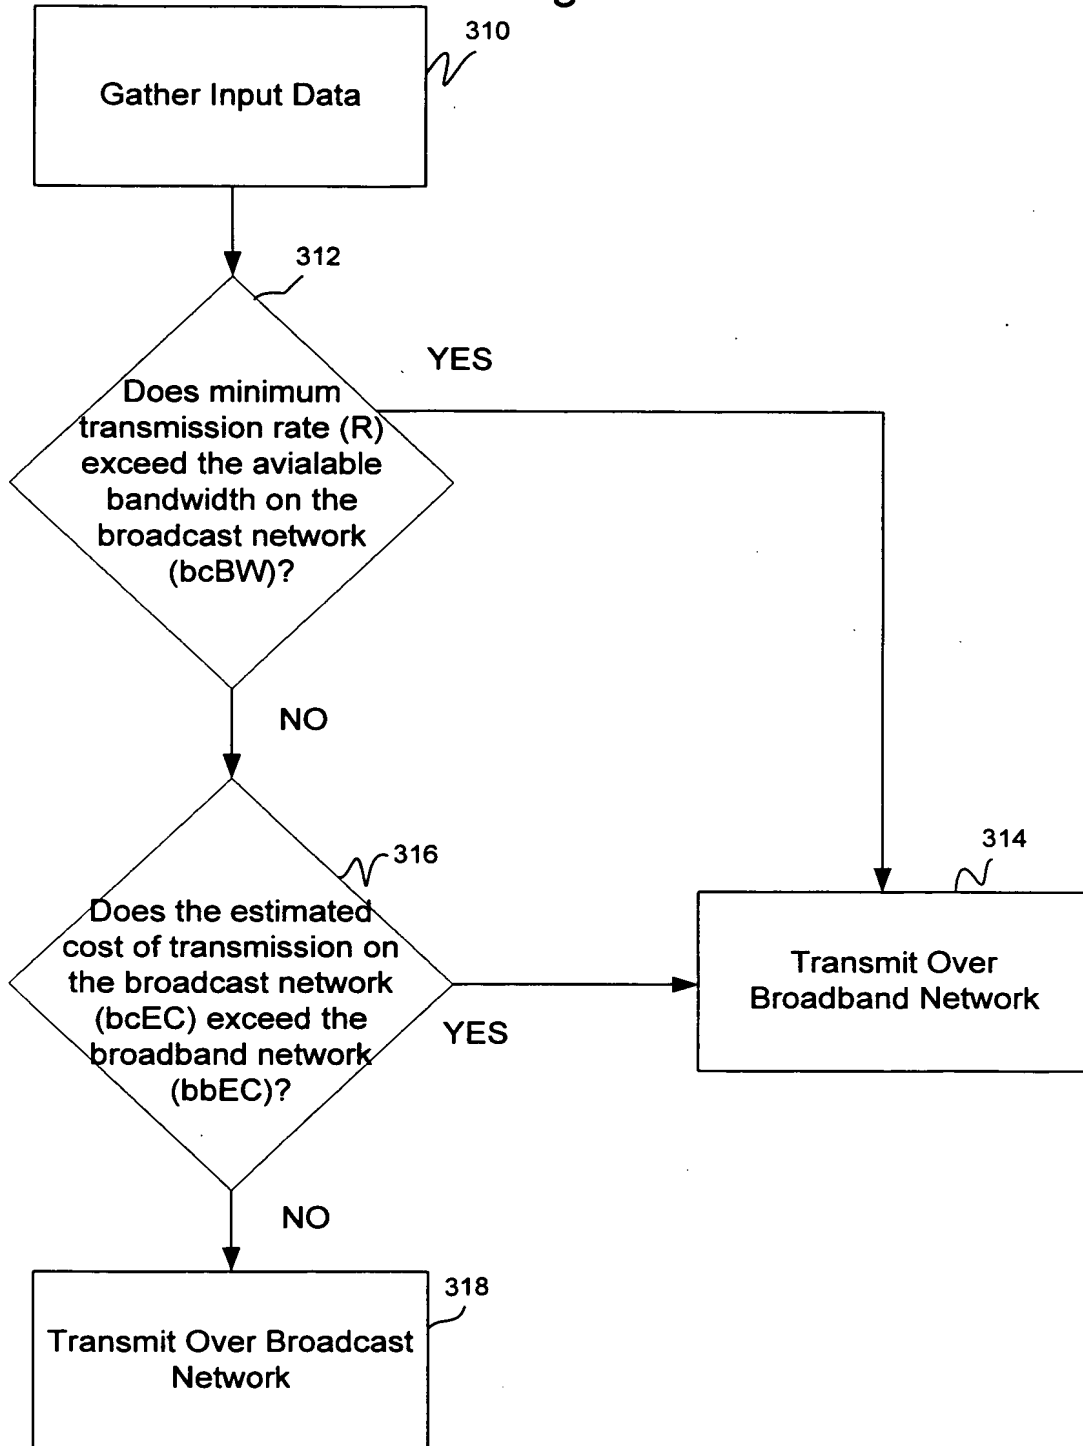 310
Gather Input Data
312
YES
Does minimum
transmission rate (R)
exceed the avialable
bandwidth on the
broadcast network
(bcBW)?
NO
316
314
Does the estimated
cost of transmission on
the broadcast network
(bcEC) exceed the
broadband network
(bbEC)?
YES
Transmit Over
Broadband Network
NO
318
Transmit Over Broadcast
Network